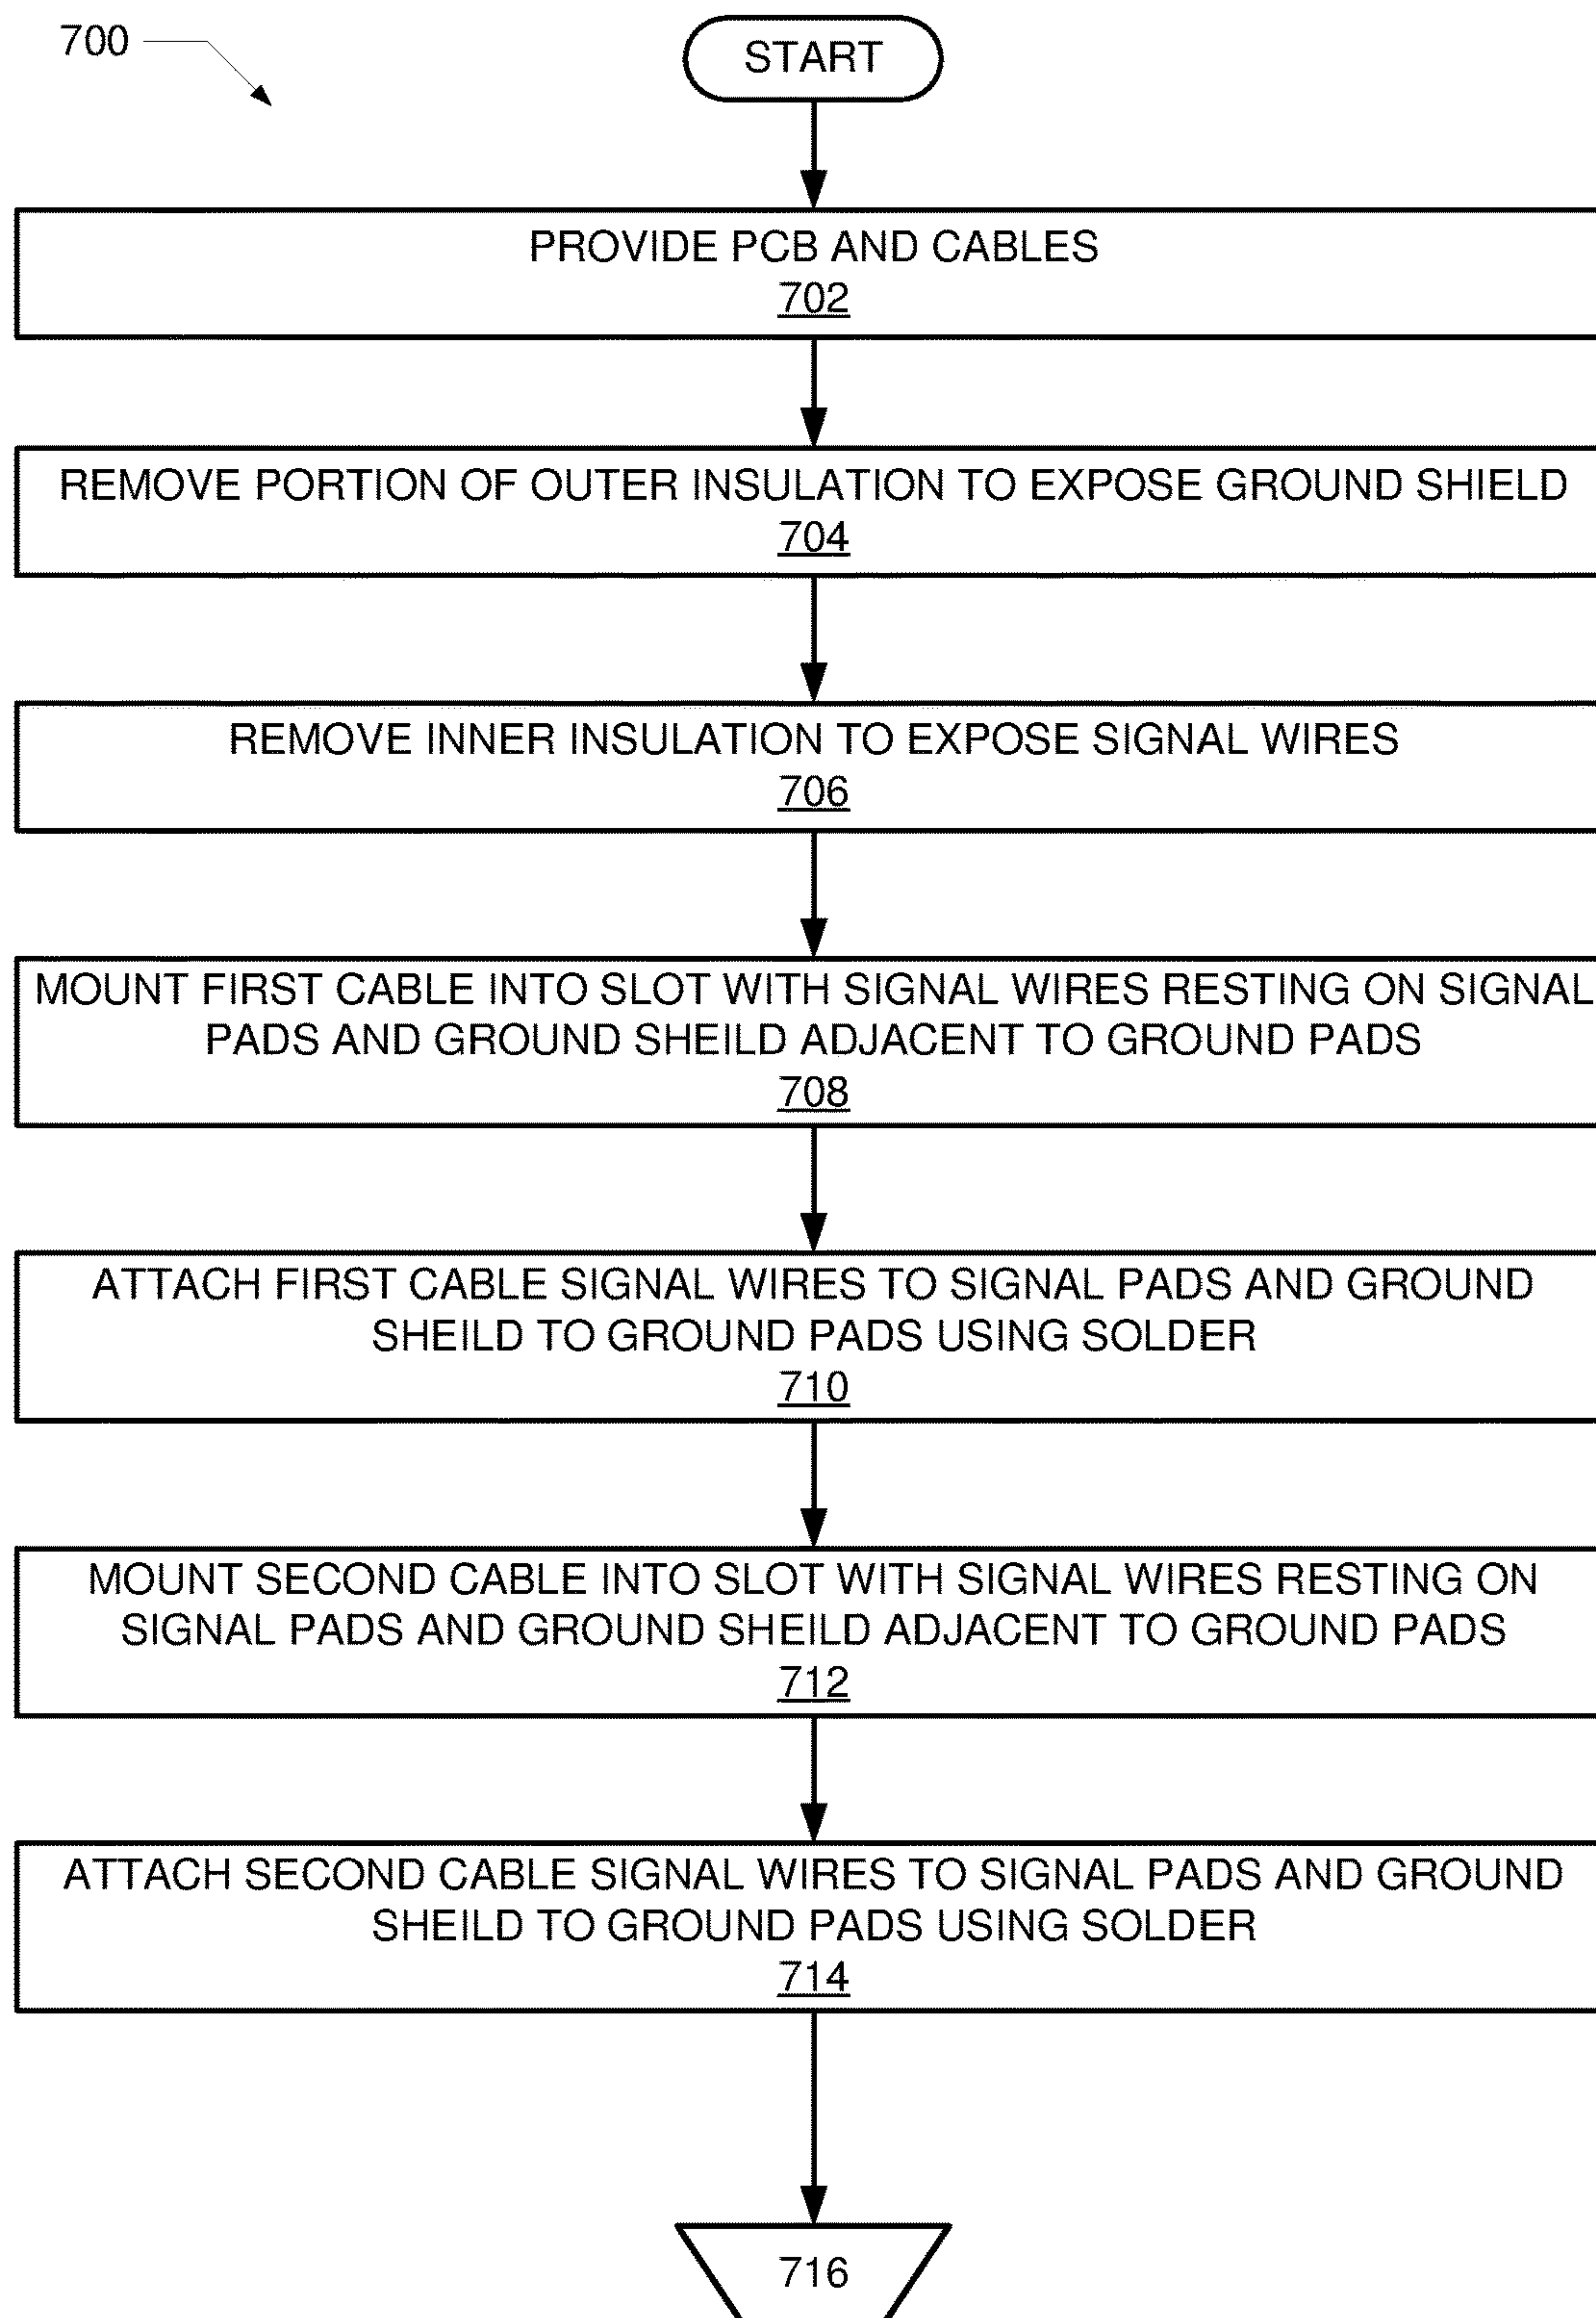 700
START
PROVIDE PCB AND CABLES
702
REMOVE PORTION OF OUTER INSULATION TO EXPOSE GROUND SHIELD
704
REMOVE INNER INSULATION TO EXPOSE SIGNAL WIRES
706
MOUNT FIRST CABLE INTO SLOT WITH SIGNAL WIRES RESTING ON SIGNAL
PADS AND GROUND SHEILD ADJACENT TO GROUND PADS
708
ATTACH FIRST CABLE SIGNAL WIRES TO SIGNAL PADS AND GROUND
SHEILD TO GROUND PADS USING SOLDER
710
MOUNT SECOND CABLE INTO SLOT WITH SIGNAL WIRES RESTING ON
SIGNAL PADS AND GROUND SHEILD ADJACENT TO GROUND PADS
712
ATTACH SECOND CABLE SIGNAL WIRES TO SIGNAL PADS AND GROUND
SHEILD TO GROUND PADS USING SOLDER
714
716